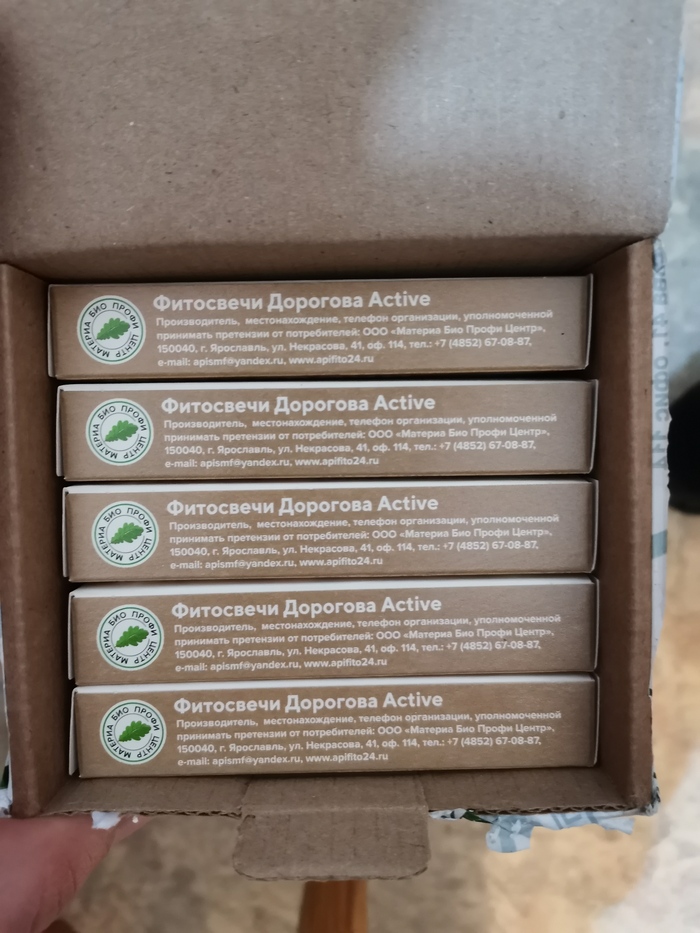 МАТЕРИА БИО ПРОФИ ЦЕНТР
Фитосвечи Дорогова Active
Производитель, местонахождение, телефон организации, уполномоченной
принимать претензии от потребителей: ООО «Материа Био Профи Центр»,
150040, г. Ярославль, ул. Некрасова, 41, оф. 114, тел.: +7 (4852) 67-08-87,
e-mail: apismf@yandex.ru, www.apifito24.ru
МАТЕРИА БИО ПРОФИ ЦЕНТР
Фитосвечи Дорогова Active
Производитель, местонахождение, телефон организации, уполномоченной
принимать претензии от потребителей: ООО «Материа Био Профи Центр»,
150040, г. Ярославль, ул. Некрасова, 41, оф. 114, тел.: +7 (4852) 67-08-87,
e-mail: apismf@yandex.ru, www.apifito24.ru
МАТЕРИА БИО ПРОФИ ЦЕНТР
Фитосвечи Дорогова Active
Производитель, местонахождение, телефон организации, уполномоченной
принимать претензии от потребителей: ООО «Материа Био Профи Центр»,
150040, г. Ярославль, ул. Некрасова, 41, оф. 114, тел.: +7 (4852) 67-08-87,
e-mail: apismf@yandex.ru, www.apifito24.ru
МАТЕРИА БИО ПРОФИ ЦЕНТР
Фитосвечи Дорогова Active
Производитель, местонахождение, телефон организации, уполномоченной
принимать претензии от потребителей: ООО «Материа Био Профи Центр»,
150040, г. Ярославль, ул. Некрасова, 41, оф. 114, тел.: +7 (4852) 67-08-87,
e-mail: apismf@yandex.ru, www.apifito24.ru
МАТЕРИА БИО ПРОФИ ЦЕНТР
Фитосвечи Дорогова Active
Производитель, местонахождение, телефон организации, уполномоченной
принимать претензии от потребителей: ООО «Материа Био Профи Центр»,
150040, г. Ярославль, ул. Некрасова, 41, оф. 114, тел.: +7 (4852) 67-08-87,
e-mail: apismf@yandex.ru, www.apifito24.ru